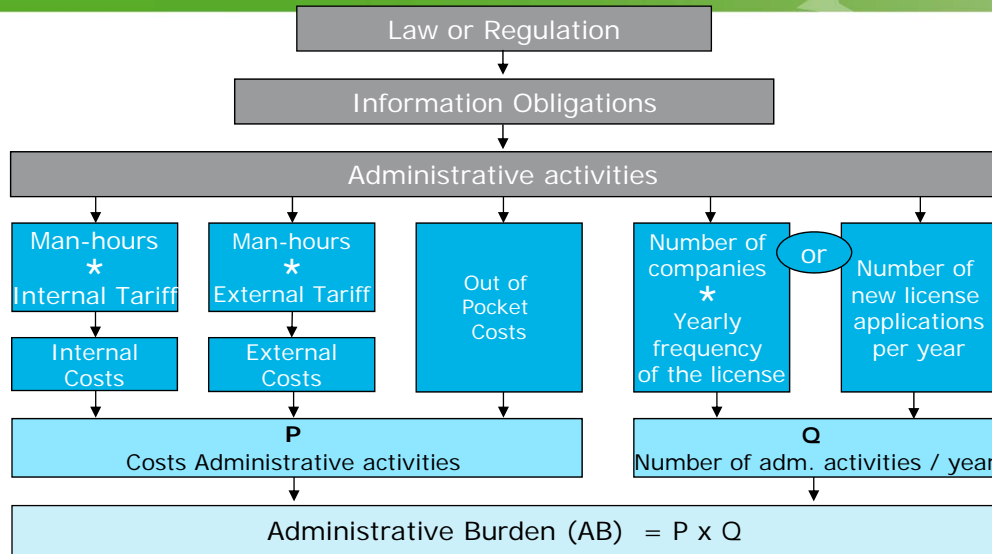 Law or Regulation
Information Obligations
Administrative activities
Man-hours
*
Internal Tariff
Man-hours
*
External Tariff
Out of
Pocket
Costs
Number of
companies
*
Yearly
frequency
of the license
or
Number of
new license
applications
per year
Internal
Costs
External
Costs
P
Costs Administrative activities
Q
Number of adm. activities / year
Administrative Burden (AB) = P x Q